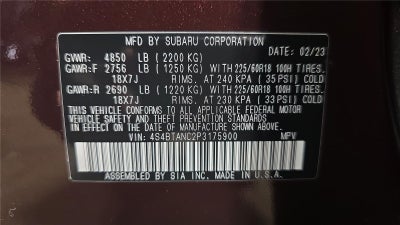 MFD. BY SUBARU CORPORATION
DATE: 02/23
GVWR: 4850 LB (2200 KG)
GAWR:F 2756 LB (1250 KG) WITH 225/60R18 100H TIRES.
18X7J RIMS. AT 240 KPA (35 PSI) COLD
GAWR:R 2690 LB (1220 KG) WITH 225/60R18 100H TIRES.
18X7J RIMS. AT 230 KPA (33 PSI) COLD
THIS VEHICLE CONFORMS TO ALL APPLICABLE
FEDERAL MOTOR VEHICLE SAFETY STANDARDS
IN EFFECT ON THE DATE OF MANUFACTURE
SHOWN ABOVE.
VIN: 4S4BTANC2P3175900 MPV
ASSEMBLED BY SIA INC. MADE IN U.S.A.